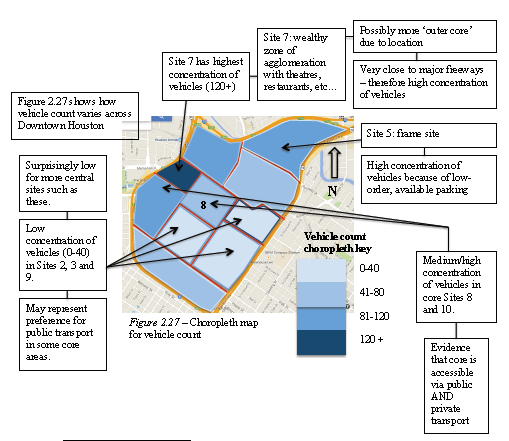 Possibly more ‘outer core’
due to location
Site 7: wealthy
zone of
agglomeration
with theatres,
restaurants, etc...
Site 7 has highest
concentration of
vehicles (120+)
Very close to major freeways
– therefore high concentration
of vehicles
Figure 2.27 shows how
vehicle count varies across
Downtown Houston
Site 5: frame site
High concentration of
vehicles because of low-
order, available parking
N
Surprisingly low
for more central
sites such as
these.
8
Low
concentration of
vehicles (0-40)
in Sites 2, 3 and
9.
Vehicle count
choropleth key
0-40
41-80
81-120
120 +
Medium/high
concentration
of vehicles in
core Sites 8
and 10.
May represent
preference for
public transport
in some core
areas.
Figure 2.27 – Choropleth map
for vehicle count
Evidence
that core is
accessible
via public
AND
private
transport